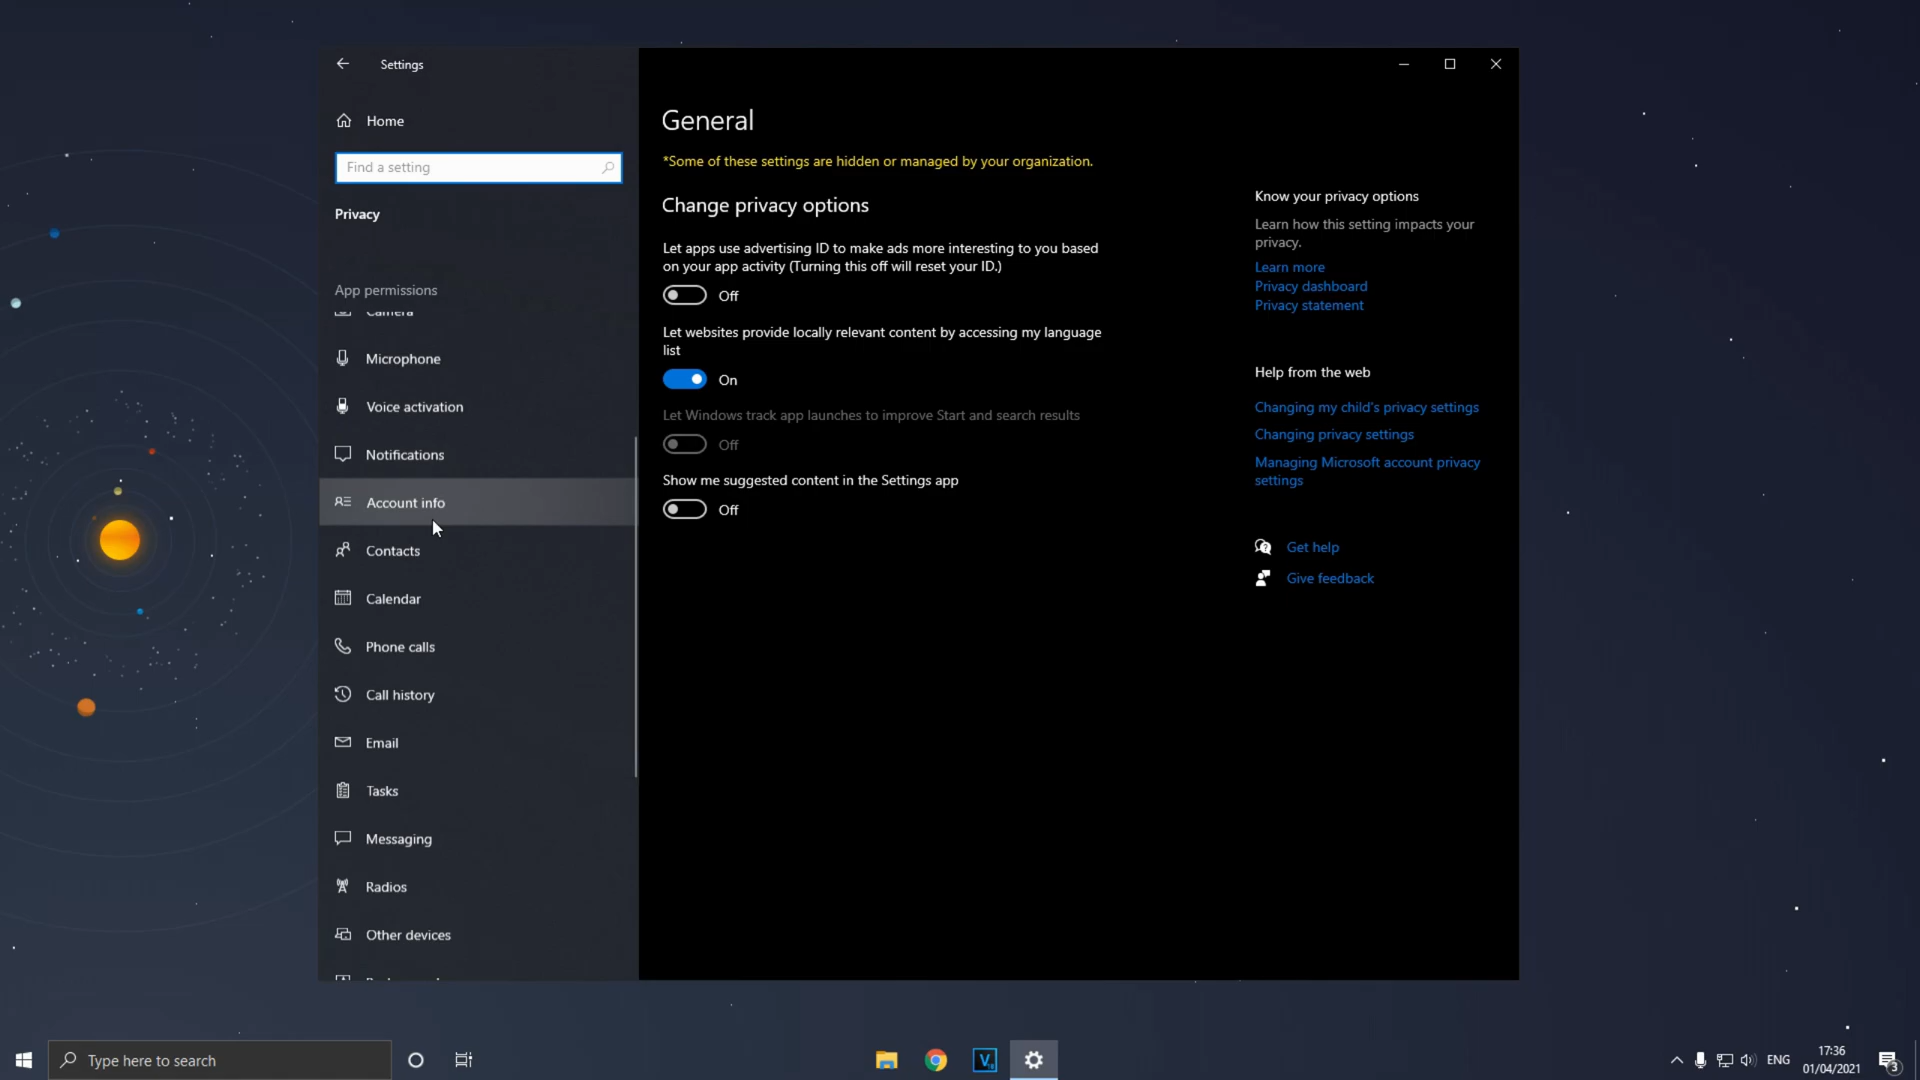 Settings
Home
Find a setting
Privacy
App permissions
Camera
Microphone
Voice activation
Notifications
Account info
Contacts
Calendar
Phone calls
Call history
Email
Tasks
Messaging
Radios
Other devices
General
*Some of these settings are hidden or managed by your organization.
Change privacy options
Let apps use advertising ID to make ads more interesting to you based
on your app activity (Turning this off will reset your ID.)
Off
Let websites provide locally relevant content by accessing my language
list
On
Let Windows track app launches to improve Start and search results
Off
Show me suggested content in the Settings app
Off
Know your privacy options
Learn how this setting impacts your
privacy.
Learn more
Privacy dashboard
Privacy statement
Help from the web
Changing my child's privacy settings
Changing privacy settings
Managing Microsoft account privacy
settings
Get help
Give feedback
Type here to search
V
ENG
17:36
01/04/2021
3